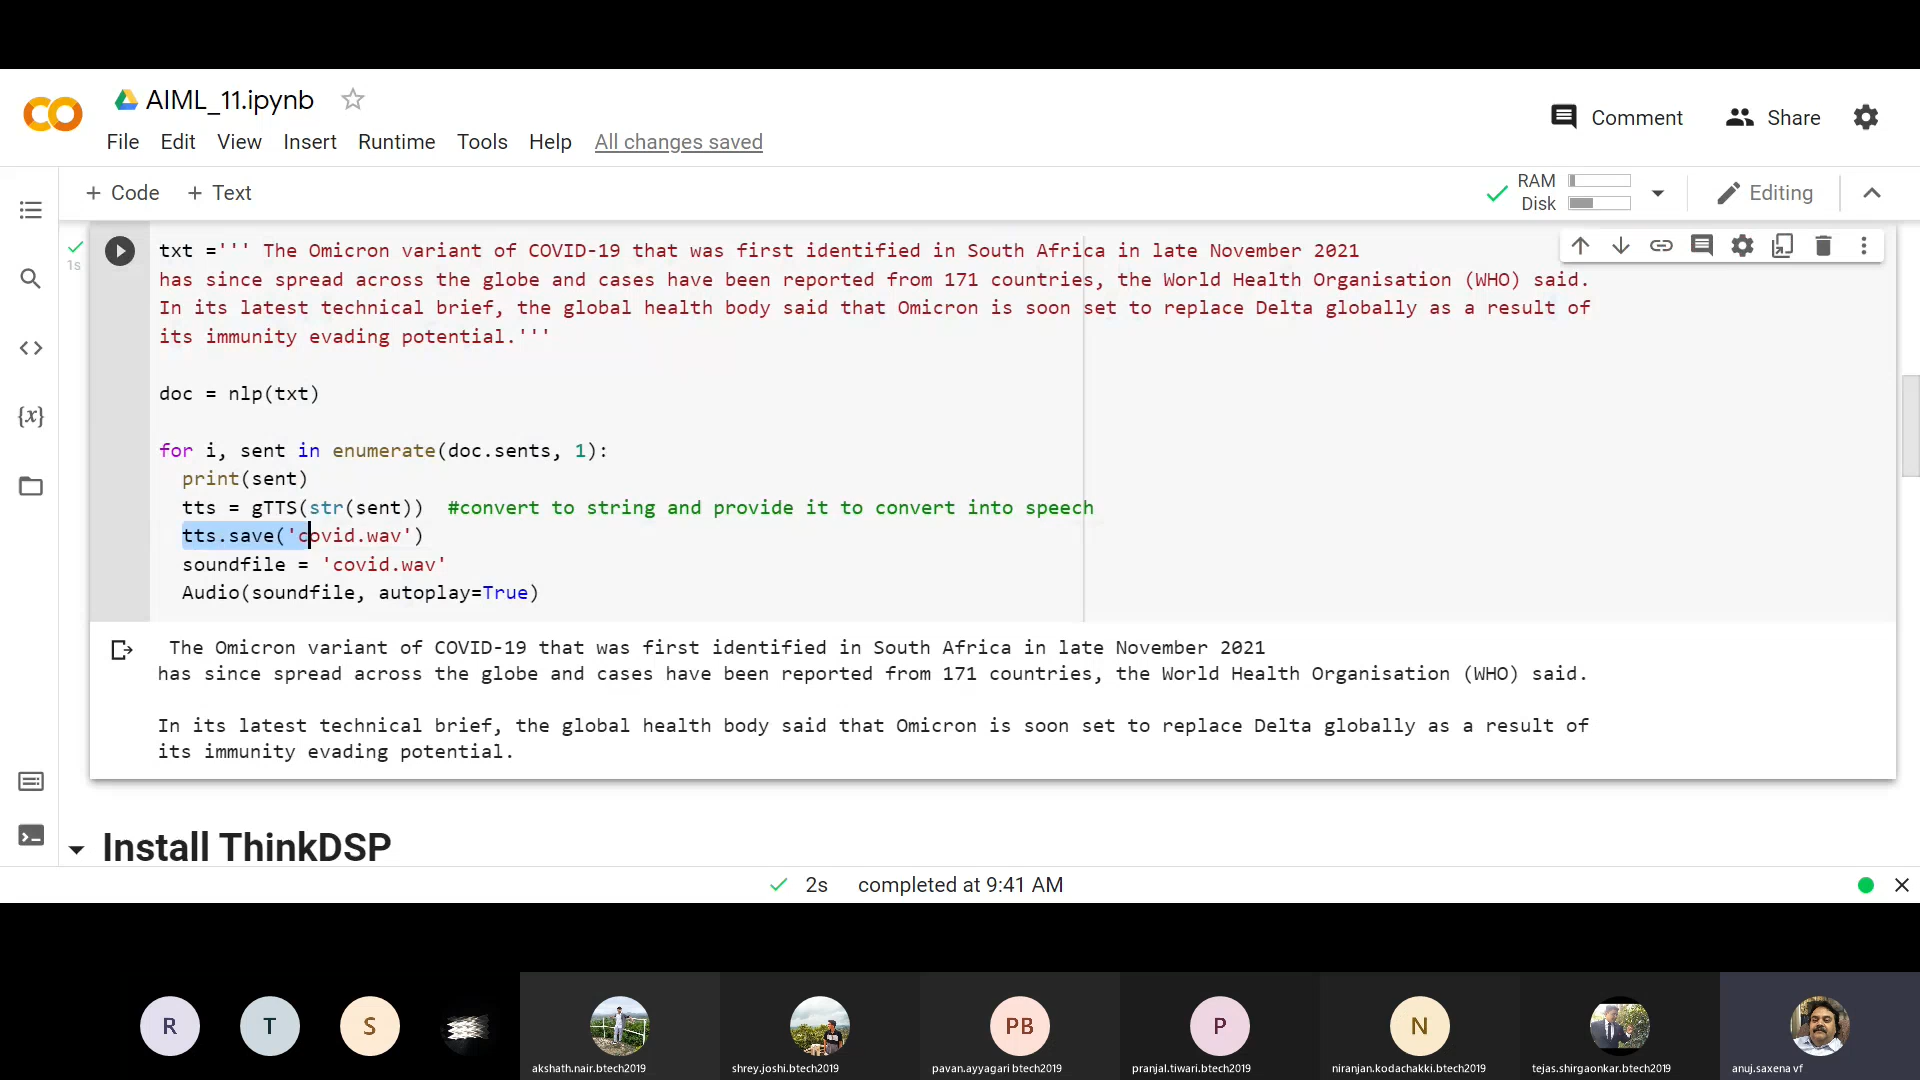 AIML_11.ipynb
Comment
Share
File Edit View Insert Runtime Tools Help All changes saved
+ Code + Text
RAM
Disk
Editing
1s
txt =''' The Omicron variant of COVID-19 that was first identified in South Africa in late November 2021
has since spread across the globe and cases have been reported from 171 countries, the World Health Organisation (WHO) said.
In its latest technical brief, the global health body said that Omicron is soon set to replace Delta globally as a result of
its immunity evading potential.'''
doc = nlp(txt)
for i, sent in enumerate(doc.sents, 1):
print(sent)
tts = gTTS(str(sent)) #convert to string and provide it to convert into speech
tts.save('covid.wav')
soundfile = 'covid.wav'
Audio(soundfile, autoplay=True)
The Omicron variant of COVID-19 that was first identified in South Africa in late November 2021
has since spread across the globe and cases have been reported from 171 countries, the World Health Organisation (WHO) said.
In its latest technical brief, the global health body said that Omicron is soon set to replace Delta globally as a result of
its immunity evading potential.
Install ThinkDSP
2s completed at 9:41 AM
R T S PB P N
akshath.nair.btech2019 shrey.joshi.btech2019 pavan.ayyagari btech2019 pranjal.tiwari.btech2019 niranjan.kodachakki.btech2019 tejas.shirgaonkar.btech2019 anuj.saxena vf